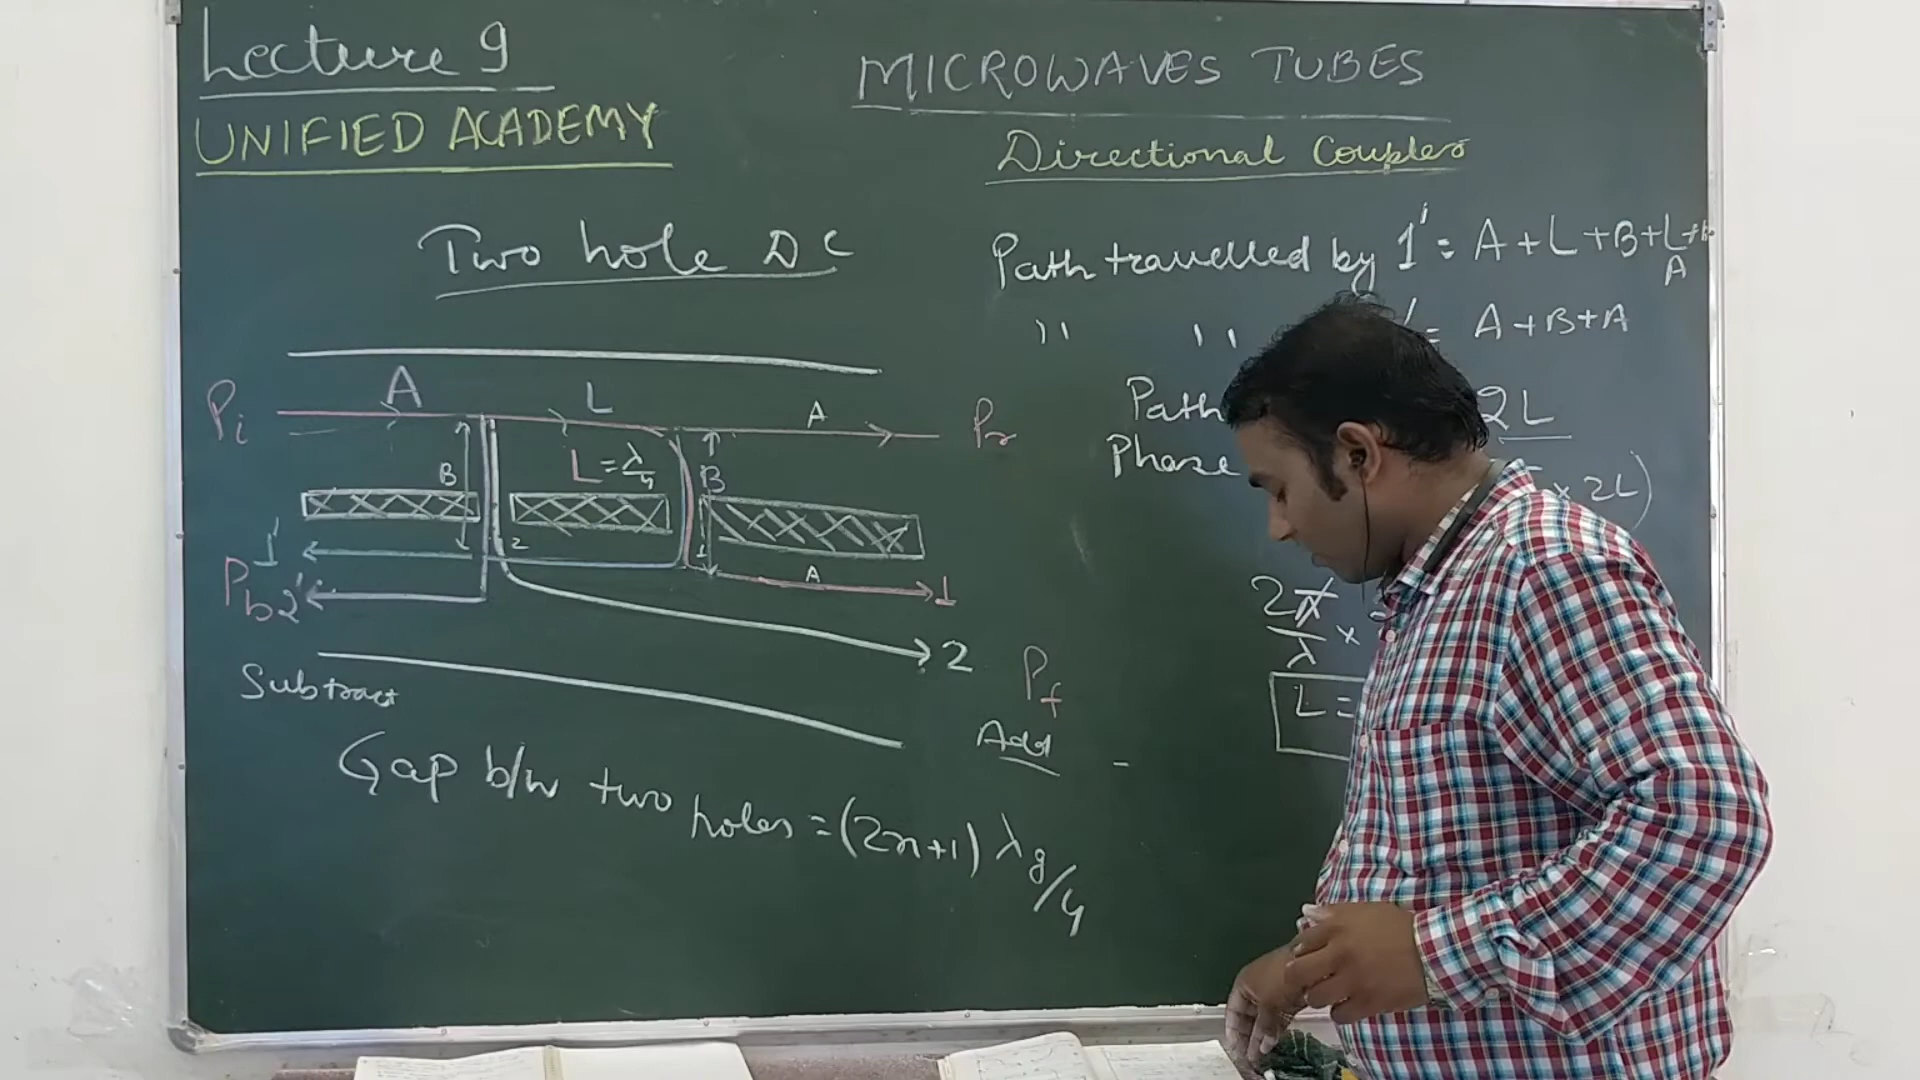 Lecture 9
UNIFIED ACADEMY
MICROWAVES TUBES
Directional Coupler
Two hole DC
Pi A L A Pr
B L = λ/4 B
1' 2 1 A 1
Pb 2'
2
Subtract
Pf
Add
Gap b/w two holes = (2n+1) λg/4
Path travelled by 1' = A + L + B + L + B +
A
" " ' = A + B + A
Path 2L
Phase × 2L)
2π/λ ×
L =